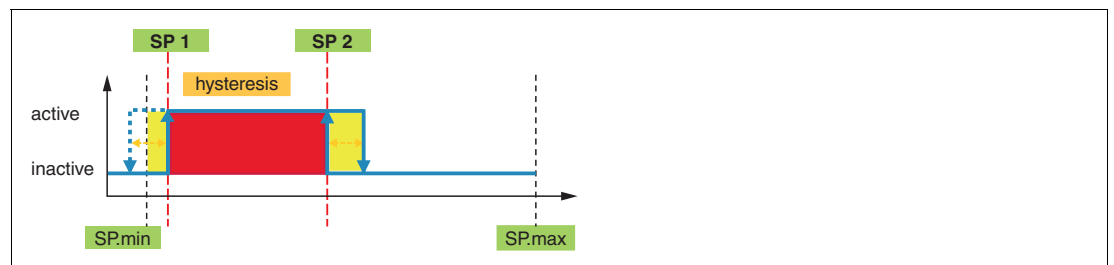 SP 1 SP 2
hysteresis
active
inactive
SP.min SP.max